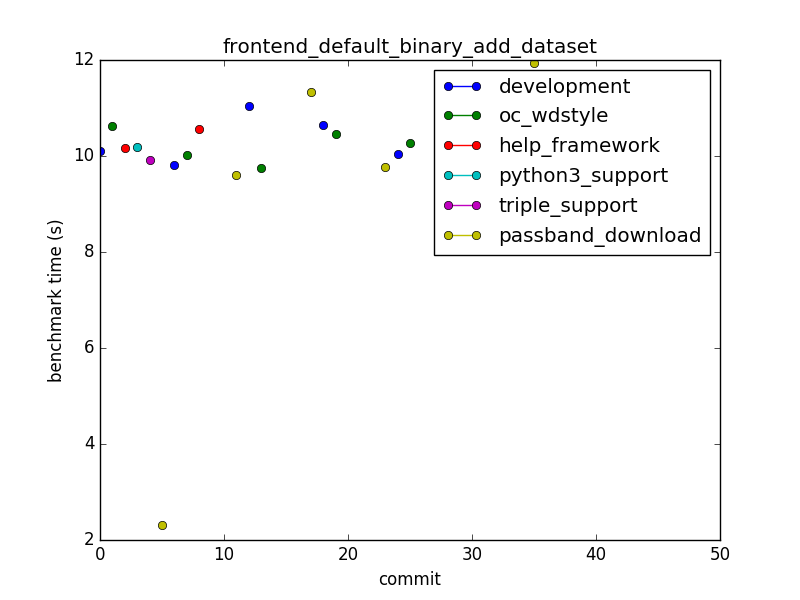 frontend_default_binary_add_dataset
12
10
8
6
4
2
benchmark time (s)
development
oc_wdstyle
help_framework
python3_support
triple_support
passband_download
0 10 20 30 40 50
commit